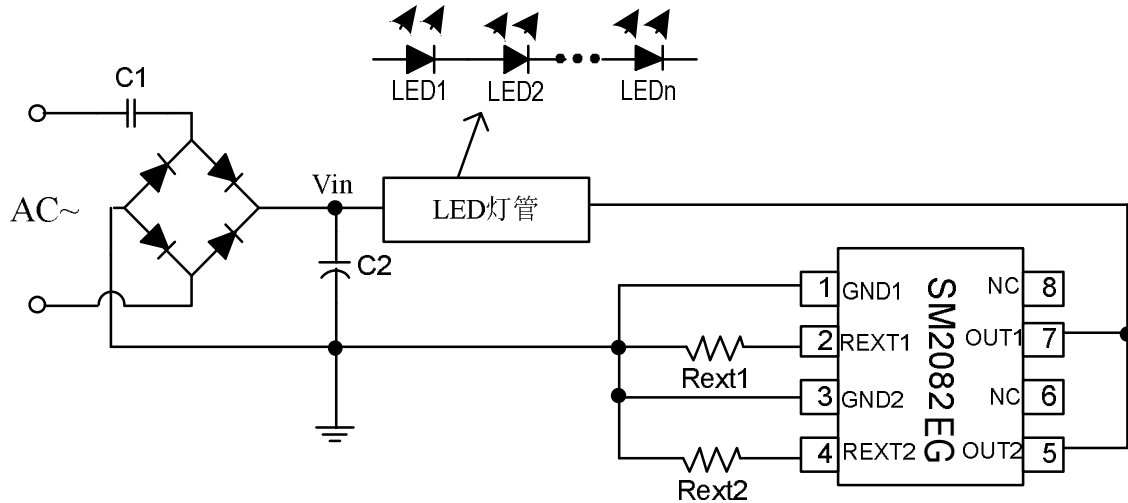 LED1 LED2 LEDn
C1
AC~
Vin
LED灯管
C2
SM2082EG
1 GND1 NC 8
2 REXT1 OUT1 7
Rext1
3 GND2 NC 6
4 REXT2 OUT2 5
Rext2